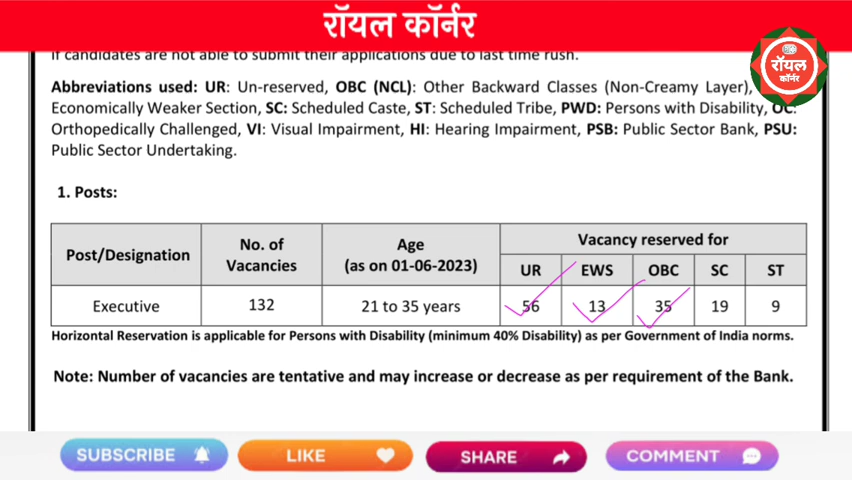 रॉयल कॉर्नर
रॉयल
कॉर्नर
If candidates are not able to submit their applications due to last time rush.
Abbreviations used: UR: Un-reserved, OBC (NCL): Other Backward Classes (Non-Creamy Layer),
Economically Weaker Section, SC: Scheduled Caste, ST: Scheduled Tribe, PWD: Persons with Disability, OC:
Orthopedically Challenged, VI: Visual Impairment, HI: Hearing Impairment, PSB: Public Sector Bank, PSU:
Public Sector Undertaking.
1. Posts:
Post/Designation No. of Vacancies Age (as on 01-06-2023) Vacancy reserved for
UR EWS OBC SC ST
Executive 132 21 to 35 years 56 13 35 19 9
Horizontal Reservation is applicable for Persons with Disability (minimum 40% Disability) as per Government of India norms.
Note: Number of vacancies are tentative and may increase or decrease as per requirement of the Bank.
SUBSCRIBE LIKE SHARE COMMENT